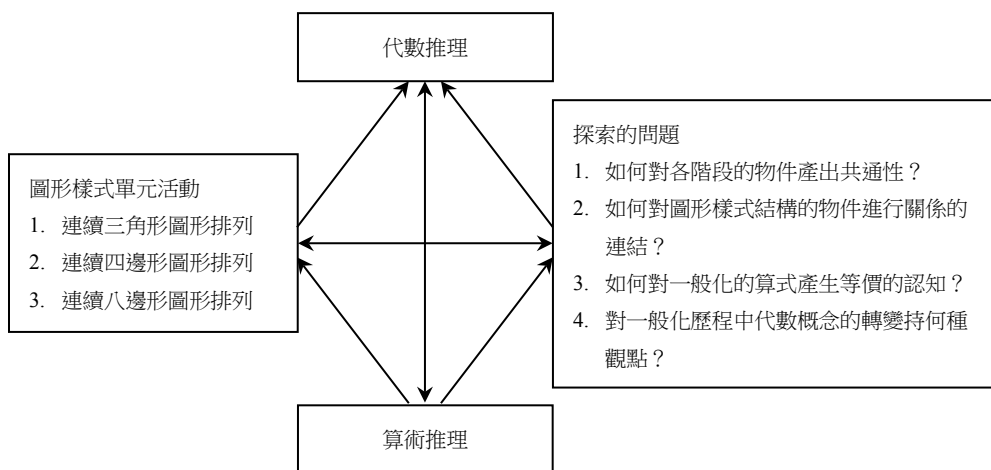 代數推理
圖形樣式單元活動
1. 連續三角形圖形排列
2. 連續四邊形圖形排列
3. 連續八邊形圖形排列
探索的問題
1. 如何對各階段的物件產出共通性？
2. 如何對圖形樣式結構的物件進行關係的
連結？
3. 如何對一般化的算式產生等價的認知？
4. 對一般化歷程中代數概念的轉變持何種
觀點？
算術推理